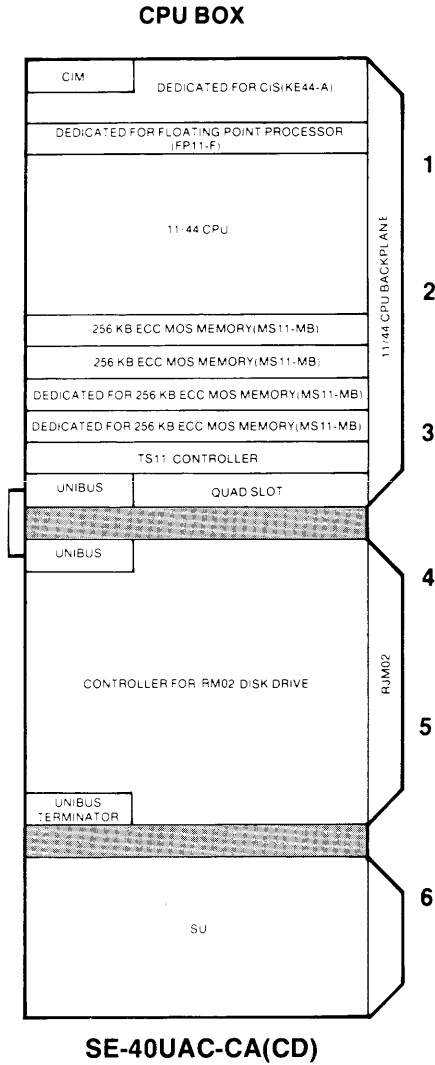 CPU BOX
CIM
DEDICATED FOR CIS(KE44-A)
DEDICATED FOR FLOATING POINT PROCESSOR
(FP11-F)
1
11-44 CPU
11/44 CPU BACKPLANE
2
256 KB ECC MOS MEMORY(MS11-MB)
256 KB ECC MOS MEMORY(MS11-MB)
DEDICATED FOR 256 KB ECC MOS MEMORY(MS11-MB)
DEDICATED FOR 256 KB ECC MOS MEMORY(MS11-MB)
3
TS11 CONTROLLER
UNIBUS
QUAD SLOT
UNIBUS
4
CONTROLLER FOR RM02 DISK DRIVE
RJM02
5
UNIBUS
TERMINATOR
6
SU
SE-40UAC-CA(CD)